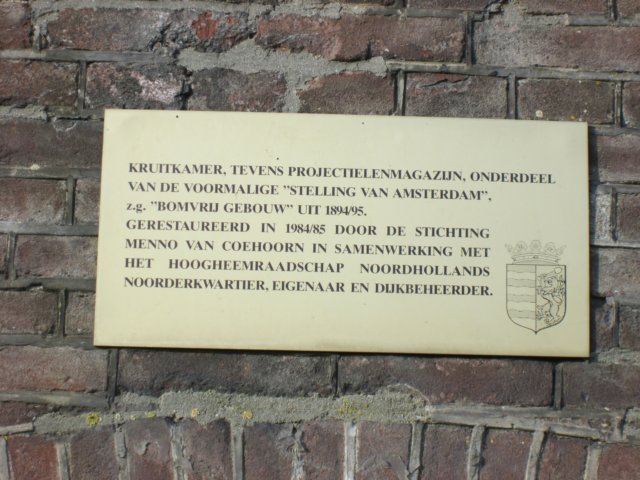 KRUITKAMER, TEVENS PROJECTIELENMAGAZIJN, ONDERDEEL
VAN DE VOORMALIGE "STELLING VAN AMSTERDAM",
z.g. "BOMVRIJ GEBOUW" UIT 1894/95.
GERESTAUREERD IN 1984/85 DOOR DE STICHTING
MENNO VAN COEHOORN IN SAMENWERKING MET
HET HOOGHEEMRAADSCHAP NOORDHOLLANDS
NOORDERKWARTIER, EIGENAAR EN DIJKBEHEERDER.